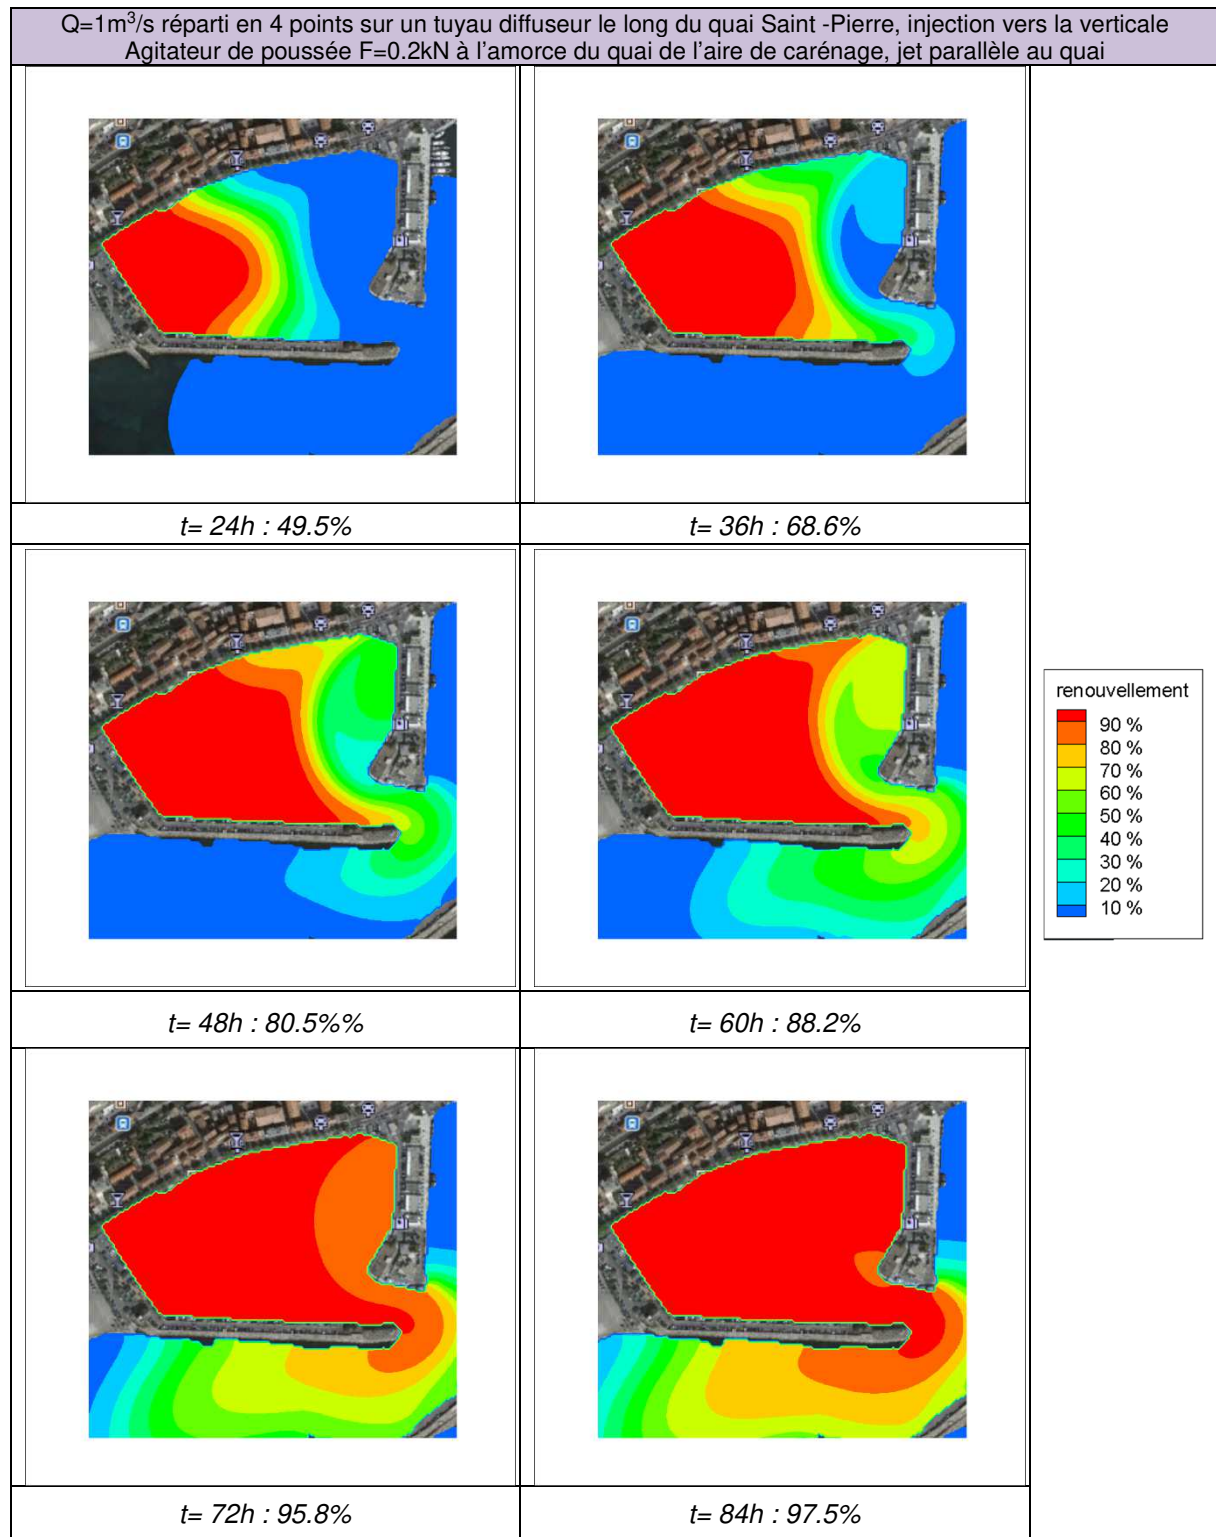 Q=1m³/s réparti en 4 points sur un tuyau diffuseur le long du quai Saint -Pierre, injection vers la verticale
Agitateur de poussée F=0.2kN à l'amorce du quai de l'aire de carénage, jet parallèle au quai
t= 24h : 49.5%
t= 36h : 68.6%
renouvellement
90 %
80 %
70 %
60 %
50 %
40 %
30 %
20 %
10 %
t= 48h : 80.5%%
t= 60h : 88.2%
t= 72h : 95.8%
t= 84h : 97.5%